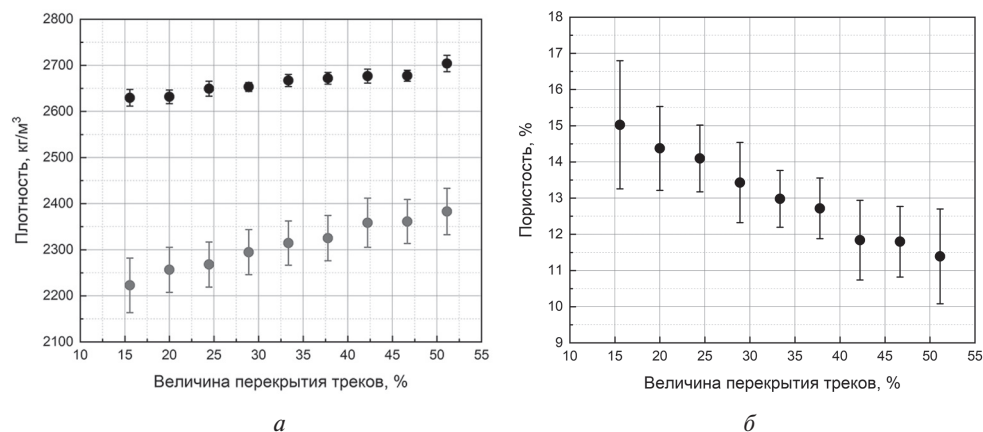 2800
2700
2600
2500
2400
2300
2200
2100
Плотность, кг/м³
10 15 20 25 30 35 40 45 50 55
Величина перекрытия треков, %
а
18
17
16
15
14
13
12
11
10
9
Пористость, %
10 15 20 25 30 35 40 45 50 55
Величина перекрытия треков, %
б